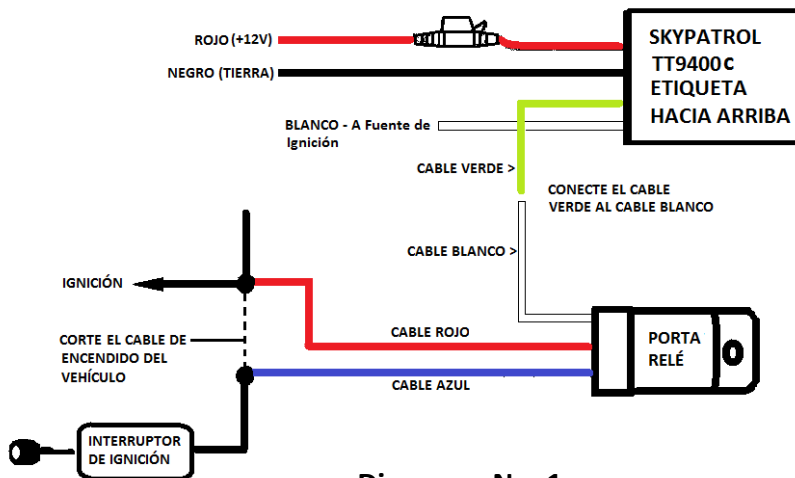 ROJO (+12V)
NEGRO (TIERRA)
SKYPATROL
TT9400C
ETIQUETA
HACIA ARRIBA
BLANCO - A Fuente de
Ignición
CABLE VERDE >
CONECTE EL CABLE
VERDE AL CABLE BLANCO
CABLE BLANCO >
IGNICIÓN
CORTE EL CABLE DE
ENCENDIDO DEL
VEHÍCULO
CABLE ROJO
CABLE AZUL
PORTA
RELÉ
INTERRUPTOR
DE IGNICIÓN